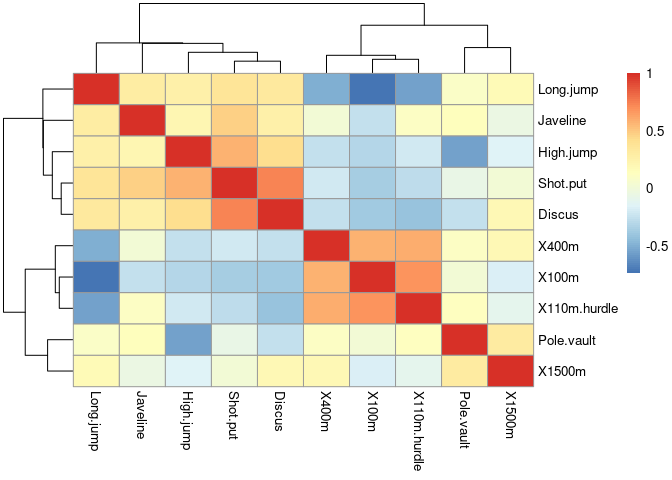 Long.jump
Javeline
High.jump
Shot.put
Discus
X400m
X100m
X110m.hurdle
Pole.vault
X1500m
Long.jump
Javeline
High.jump
Shot.put
Discus
X400m
X100m
X110m.hurdle
Pole.vault
X1500m
1
0.5
0
-0.5